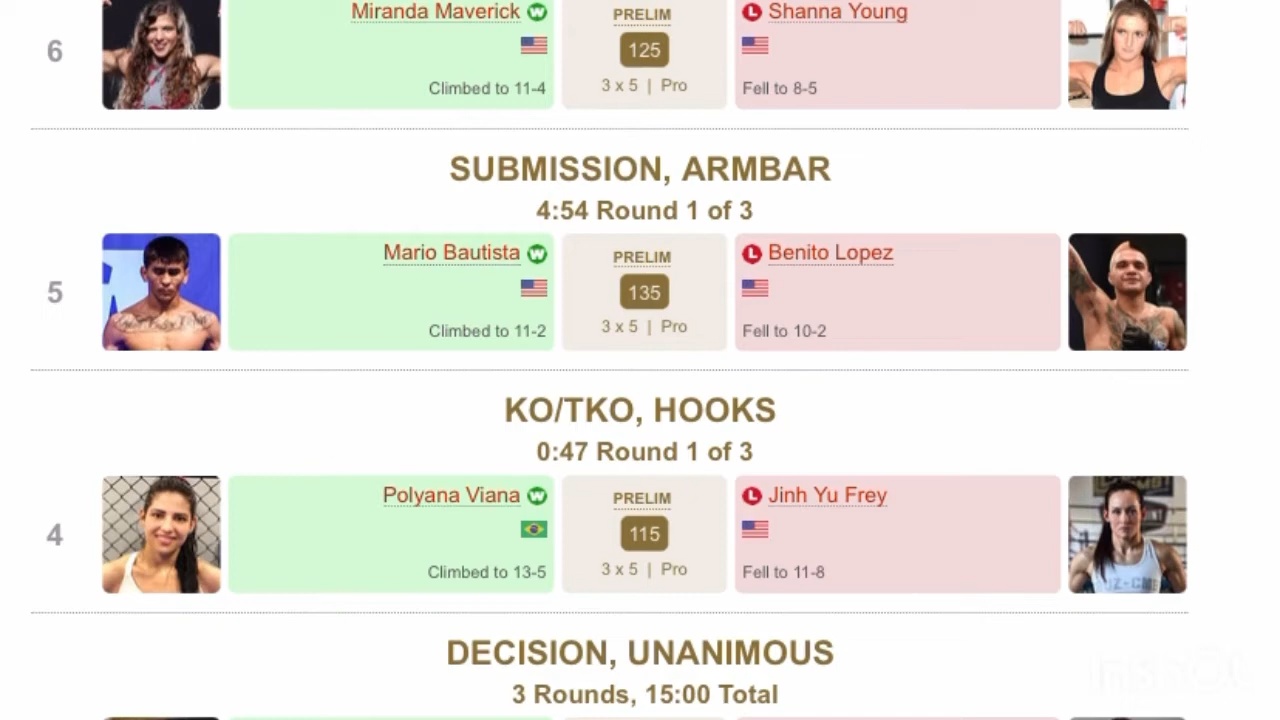 Miranda Maverick W PRELIM L Shanna Young
6 125
Climbed to 11-4 3 x 5 | Pro Fell to 8-5
SUBMISSION, ARMBAR
4:54 Round 1 of 3
Mario Bautista W PRELIM L Benito Lopez
5 135
Climbed to 11-2 3 x 5 | Pro Fell to 10-2
KO/TKO, HOOKS
0:47 Round 1 of 3
Polyana Viana W PRELIM L Jinh Yu Frey
4 115
Climbed to 13-5 3 x 5 | Pro Fell to 11-8
DECISION, UNANIMOUS
3 Rounds, 15:00 Total